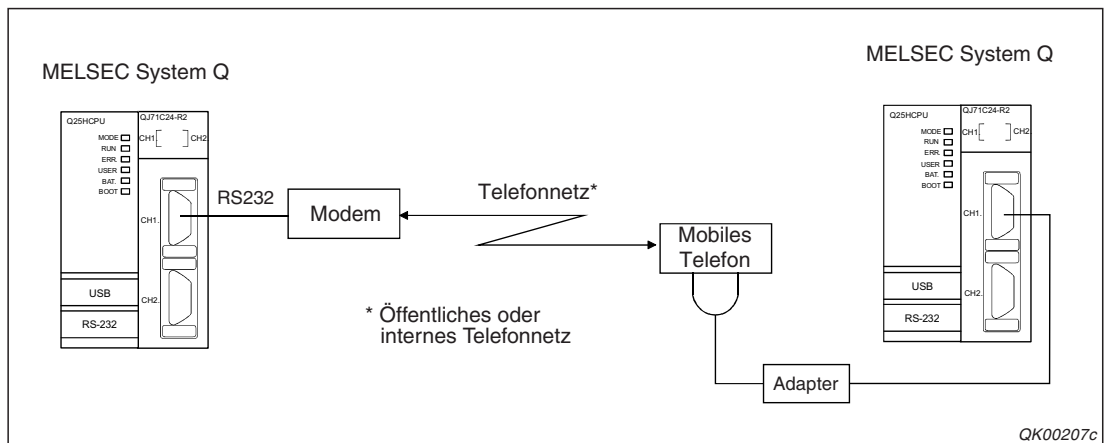 MELSEC System Q
Q25HCPU
QJ71C24-R2
MODE
RUN
ERR.
USER
BAT.
BOOT
CH1
CH2
CH1.
CH2.
USB
RS-232
RS232
Modem
Telefonnetz*
* Öffentliches oder
internes Telefonnetz
Mobiles
Telefon
Adapter
MELSEC System Q
Q25HCPU
QJ71C24-R2
MODE
RUN
ERR.
USER
BAT.
BOOT
CH1
CH2
CH1.
CH2.
USB
RS-232
QK00207c